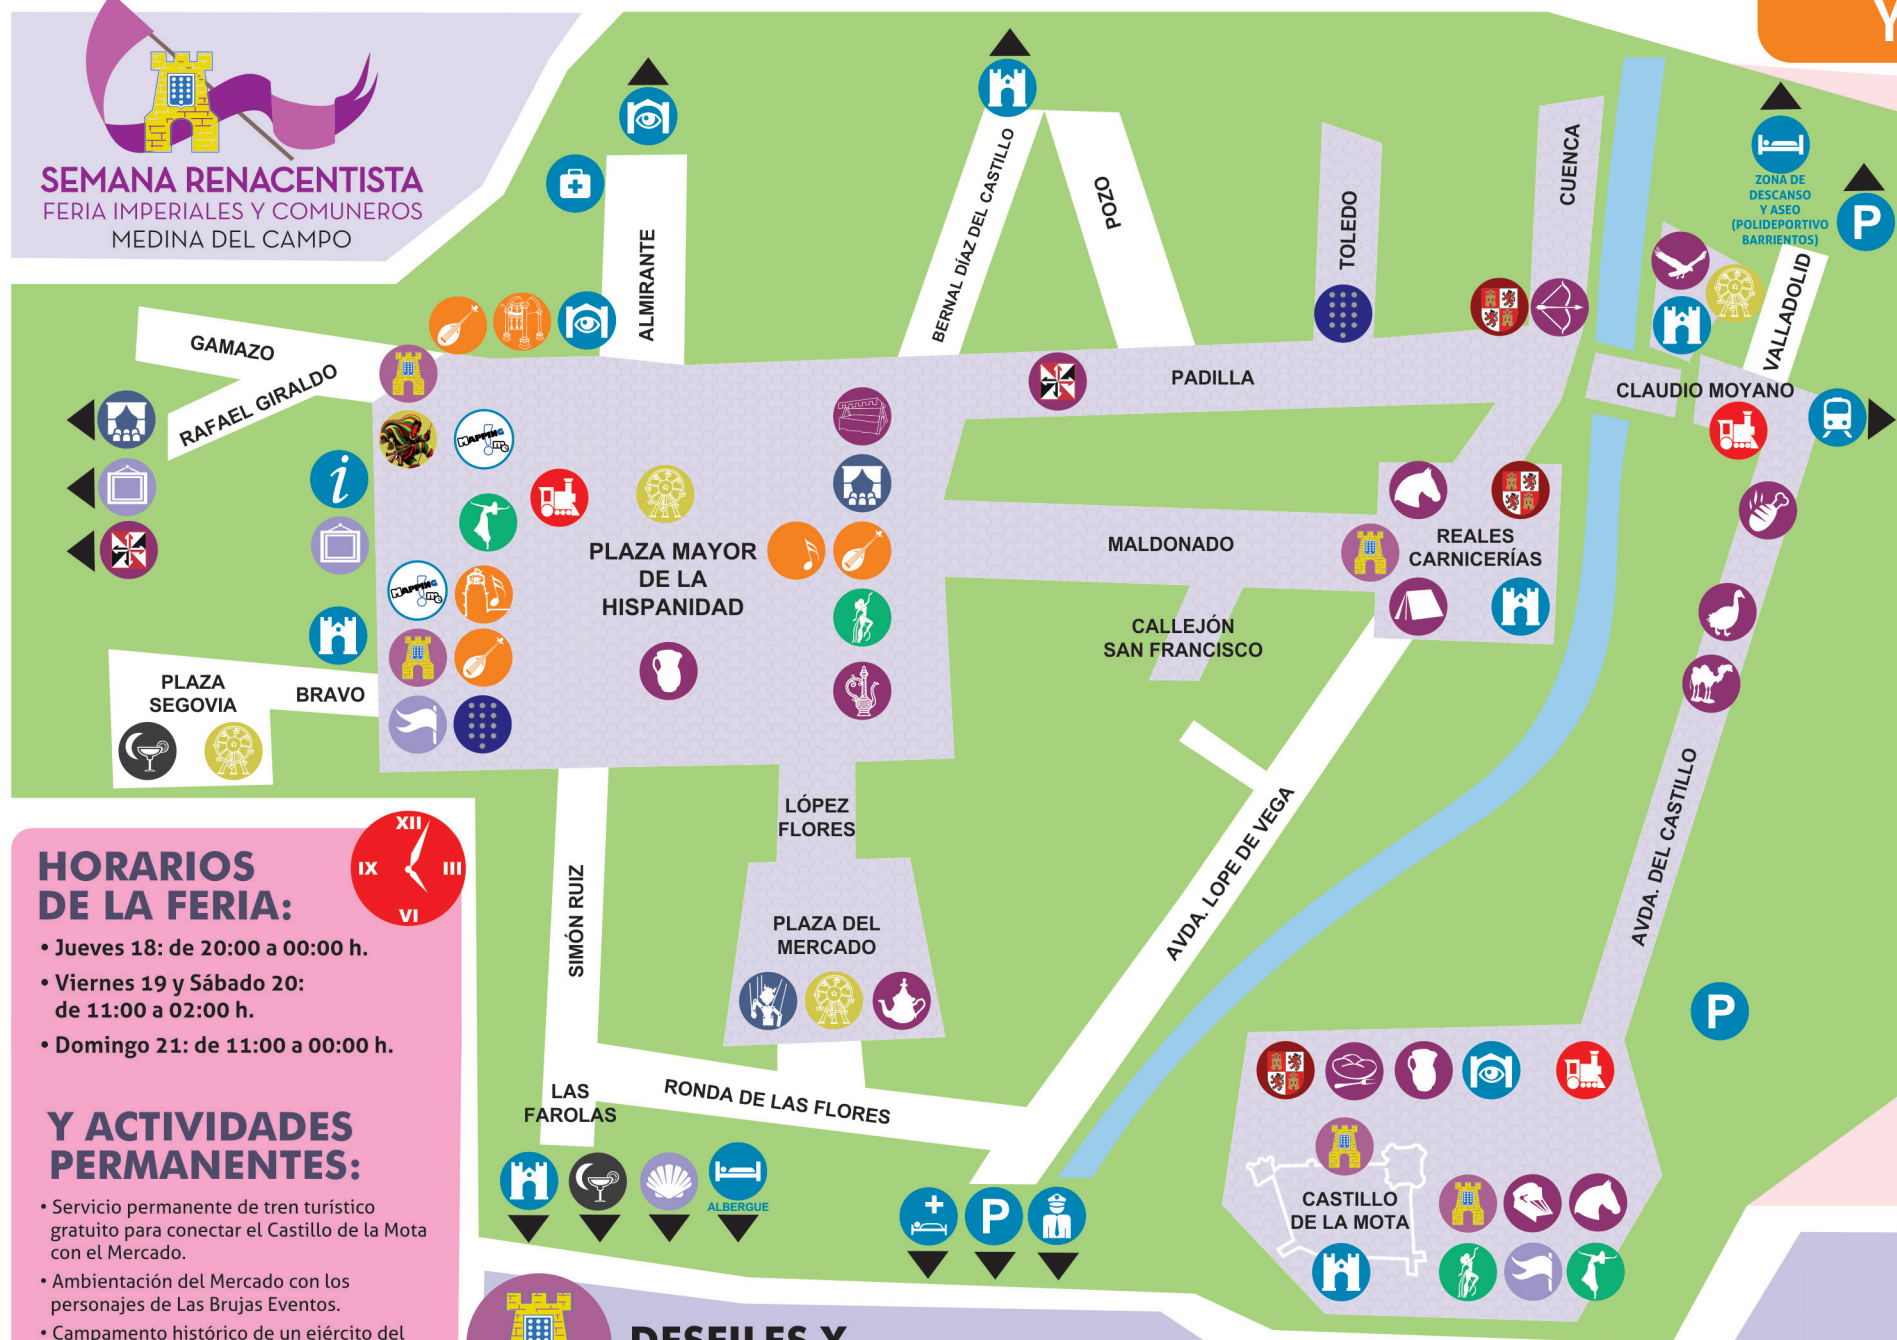 Y
SEMANA RENACENTISTA
FERIA IMPERIALES Y COMUNEROS
MEDINA DEL CAMPO
GAMAZO
RAFAEL GIRALDO
ALMIRANTE
BERNAL DÍAZ DEL CASTILLO
POZO
TOLEDO
CUENCA
ZONA DE
DESCANSO
Y ASEO
(POLIDEPORTIVO
BARRIENTOS)
P
VALLADOLID
PADILLA
CLAUDIO MOYANO
MAPPING
me
i
PLAZA MAYOR
DE LA
HISPANIDAD
MAPPING
me
MALDONADO
REALES
CARNICERÍAS
CALLEJÓN
SAN FRANCISCO
PLAZA
SEGOVIA
BRAVO
LÓPEZ
FLORES
SIMÓN RUIZ
PLAZA DEL
MERCADO
AVDA. LOPE DE VEGA
AVDA. DEL CASTILLO
P
LAS
FAROLAS
RONDA DE LAS FLORES
ALBERGUE
P
CASTILLO
DE LA MOTA
HORARIOS
DE LA FERIA:
XII
IX
III
VI
• Jueves 18: de 20:00 a 00:00 h.
• Viernes 19 y Sábado 20:
de 11:00 a 02:00 h.
• Domingo 21: de 11:00 a 00:00 h.
Y ACTIVIDADES
PERMANENTES:
• Servicio permanente de tren turístico
gratuito para conectar el Castillo de la Mota
con el Mercado.
• Ambientación del Mercado con los
personajes de Las Brujas Eventos.
• Campamento histórico de un ejército del
DESFILES Y